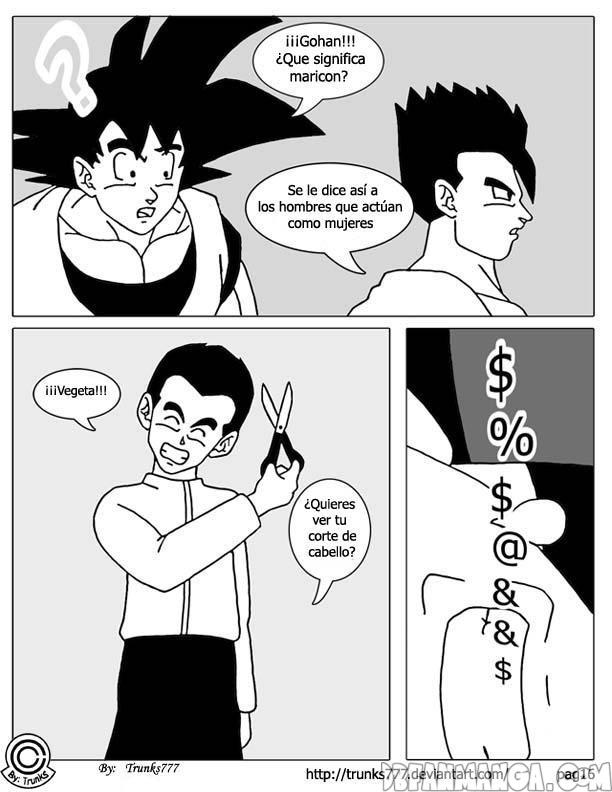 ?
¡¡¡Gohan!!!
¿Que significa
maricon?
Se le dice así a
los hombres que actúan
como mujeres
¡¡¡Vegeta!!!
¿Quieres
ver tu
corte de
cabello?
$
%
$
@
&
&
$
By: Trunks
By: Trunks777
http://trunks777.deviantart.com/
pag16
DBFANMANGA.COM